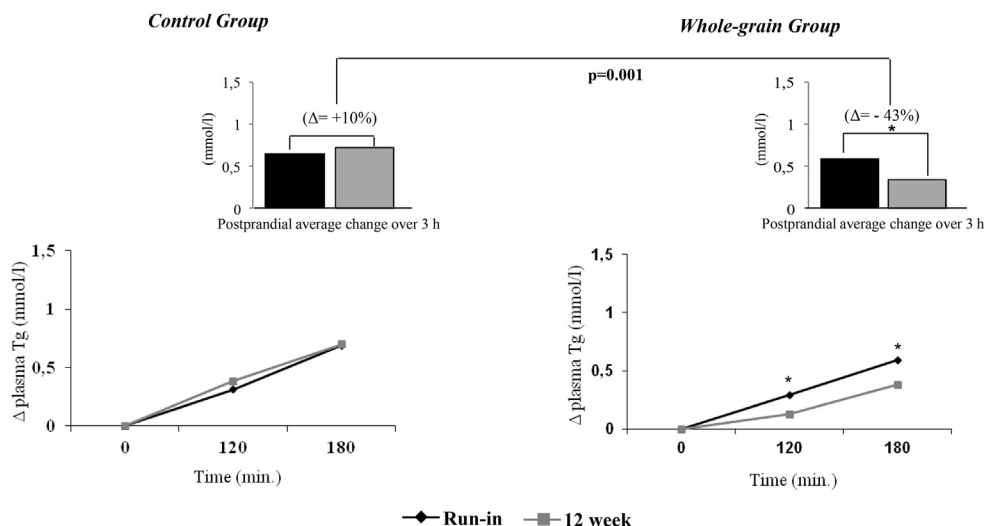 Control Group
Whole-grain Group
p=0.001
1,5
1
0,5
0
(mmol/l)
(Δ= +10%)
Postprandial average change over 3 h
1,5
1
0,5
0
(mmol/l)
(Δ= - 43%)
*
Postprandial average change over 3 h
1,5
1
0,5
0
Δ plasma Tg (mmol/l)
0 120 180
Time (min.)
1,5
1
0,5
0
Δ plasma Tg (mmol/l)
* *
0 120 180
Time (min.)
Run-in 12 week